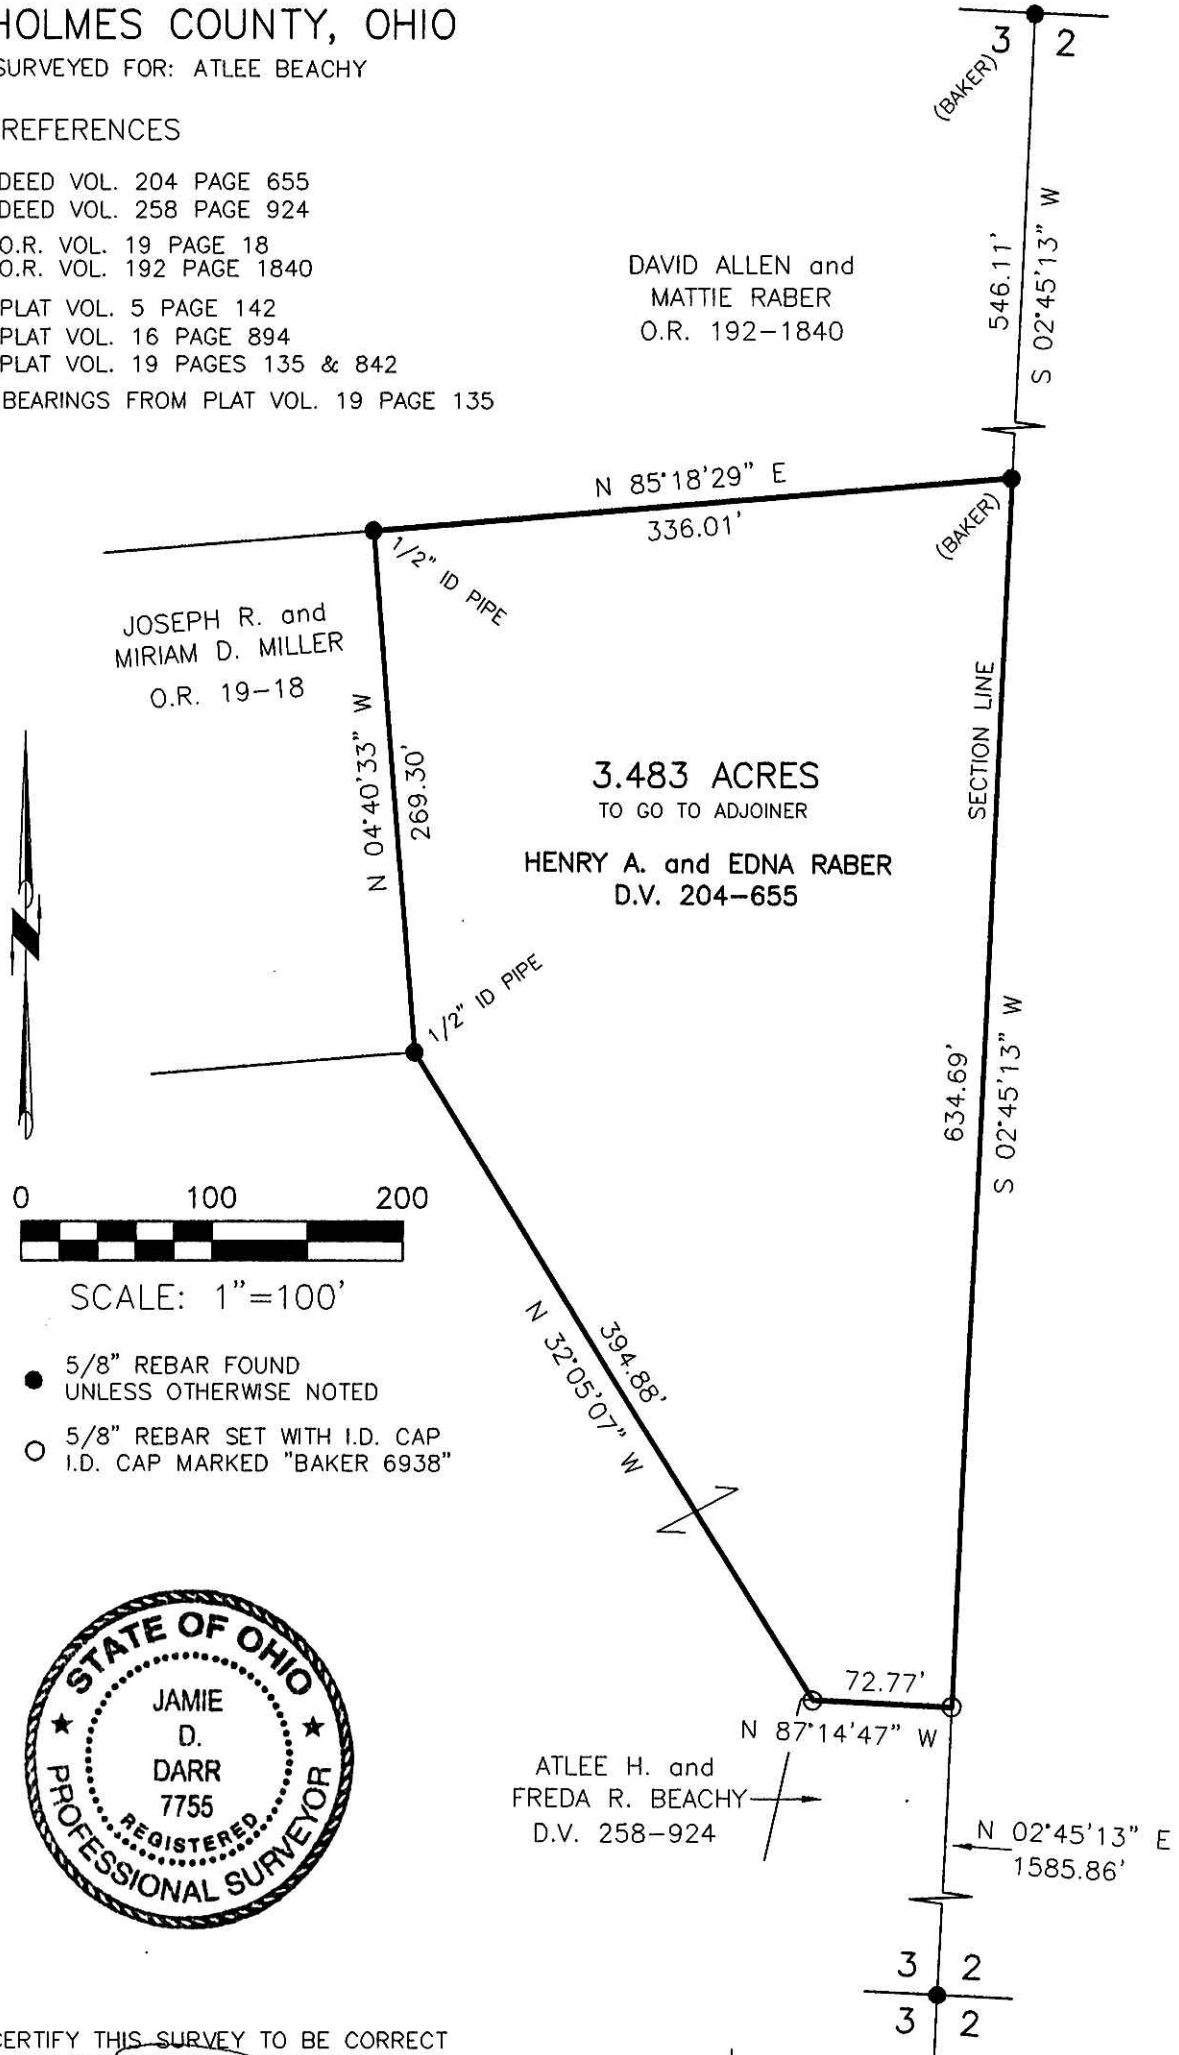 HOLMES COUNTY, OHIO
SURVEYED FOR: ATLEE BEACHY
REFERENCES
DEED VOL. 204 PAGE 655
DEED VOL. 258 PAGE 924
O.R. VOL. 19 PAGE 18
O.R. VOL. 192 PAGE 1840
PLAT VOL. 5 PAGE 142
PLAT VOL. 16 PAGE 894
PLAT VOL. 19 PAGES 135 & 842
BEARINGS FROM PLAT VOL. 19 PAGE 135
3 2
(BAKER)
546.11'
S 02°45'13" W
DAVID ALLEN and
MATTIE RABER
O.R. 192-1840
N 85°18'29" E
336.01'
(BAKER)
1/2" ID PIPE
JOSEPH R. and
MIRIAM D. MILLER
O.R. 19-18
N 04°40'33" W
269.30'
SECTION LINE
3.483 ACRES
TO GO TO ADJOINER
HENRY A. and EDNA RABER
D.V. 204-655
1/2" ID PIPE
634.69'
S 02°45'13" W
N
0 100 200
SCALE: 1"=100'
5/8" REBAR FOUND
UNLESS OTHERWISE NOTED
5/8" REBAR SET WITH I.D. CAP
I.D. CAP MARKED "BAKER 6938"
394.88'
N 32°05'07" W
STATE OF OHIO
JAMIE
D.
DARR
7755
REGISTERED
PROFESSIONAL SURVEYOR
72.77'
N 87°14'47" W
ATLEE H. and
FREDA R. BEACHY
D.V. 258-924
N 02°45'13" E
1585.86'
3 2
3 2
CERTIFY THIS SURVEY TO BE CORRECT